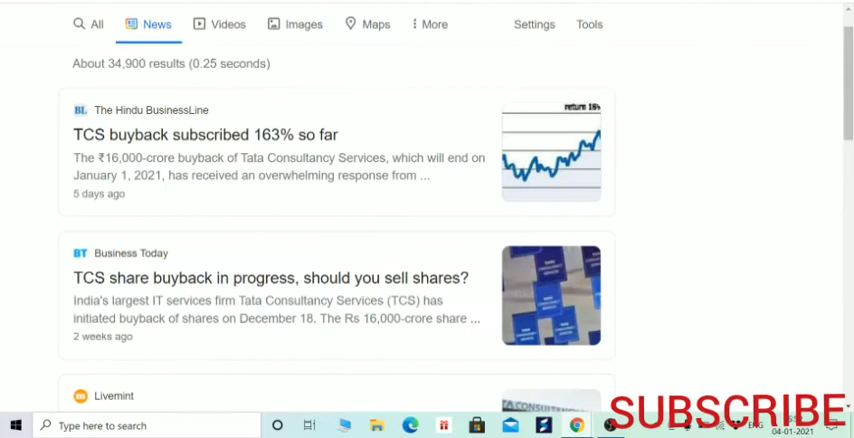 All News Videos Images Maps More Settings Tools
About 34,900 results (0.25 seconds)
BL The Hindu BusinessLine
TCS buyback subscribed 163% so far
The ₹16,000-crore buyback of Tata Consultancy Services, which will end on
January 1, 2021, has received an overwhelming response from ...
5 days ago
return 16%
BT Business Today
TCS share buyback in progress, should you sell shares?
India's largest IT services firm Tata Consultancy Services (TCS) has
initiated buyback of shares on December 18. The Rs 16,000-crore share ...
2 weeks ago
Livemint
SUBSCRIBE
Type here to search
ENG
04-01-2021